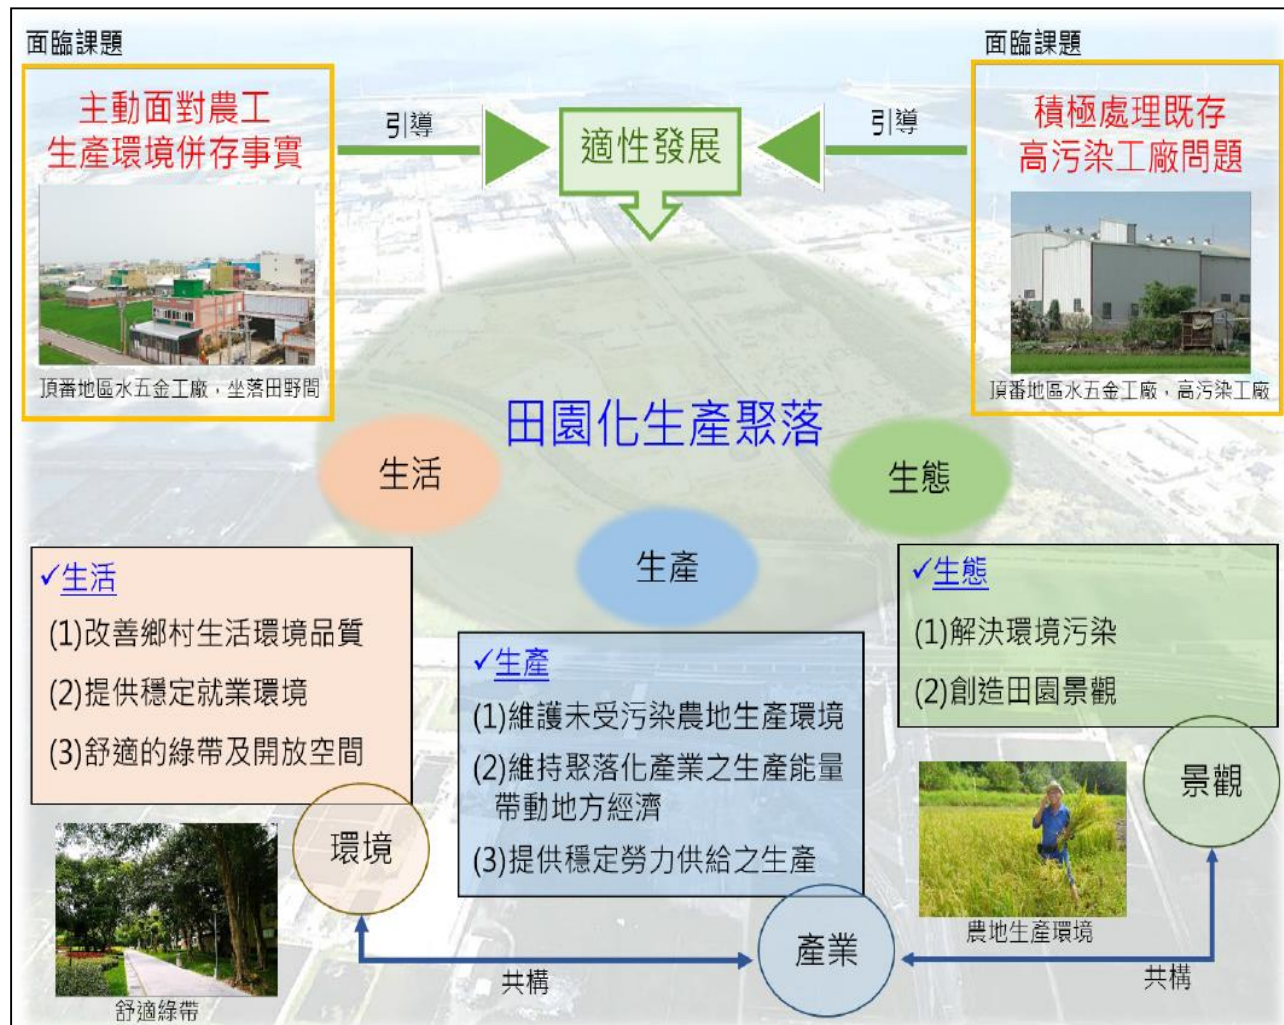 面臨課題
主動面對農工
生產環境併存事實
頂番地區水五金工廠，坐落田野間
引導
適性發展
引導
面臨課題
積極處理既存
高污染工廠問題
頂番地區水五金工廠，高污染工廠
田園化生產聚落
生活
生產
生態
✓生活
(1)改善鄉村生活環境品質
(2)提供穩定就業環境
(3)舒適的綠帶及開放空間
環境
舒適綠帶
✓生產
(1)維護未受污染農地生產環境
(2)維持聚落化產業之生產能量
帶動地方經濟
(3)提供穩定勞力供給之生產
產業
✓生態
(1)解決環境污染
(2)創造田園景觀
景觀
農地生產環境
共構
共構